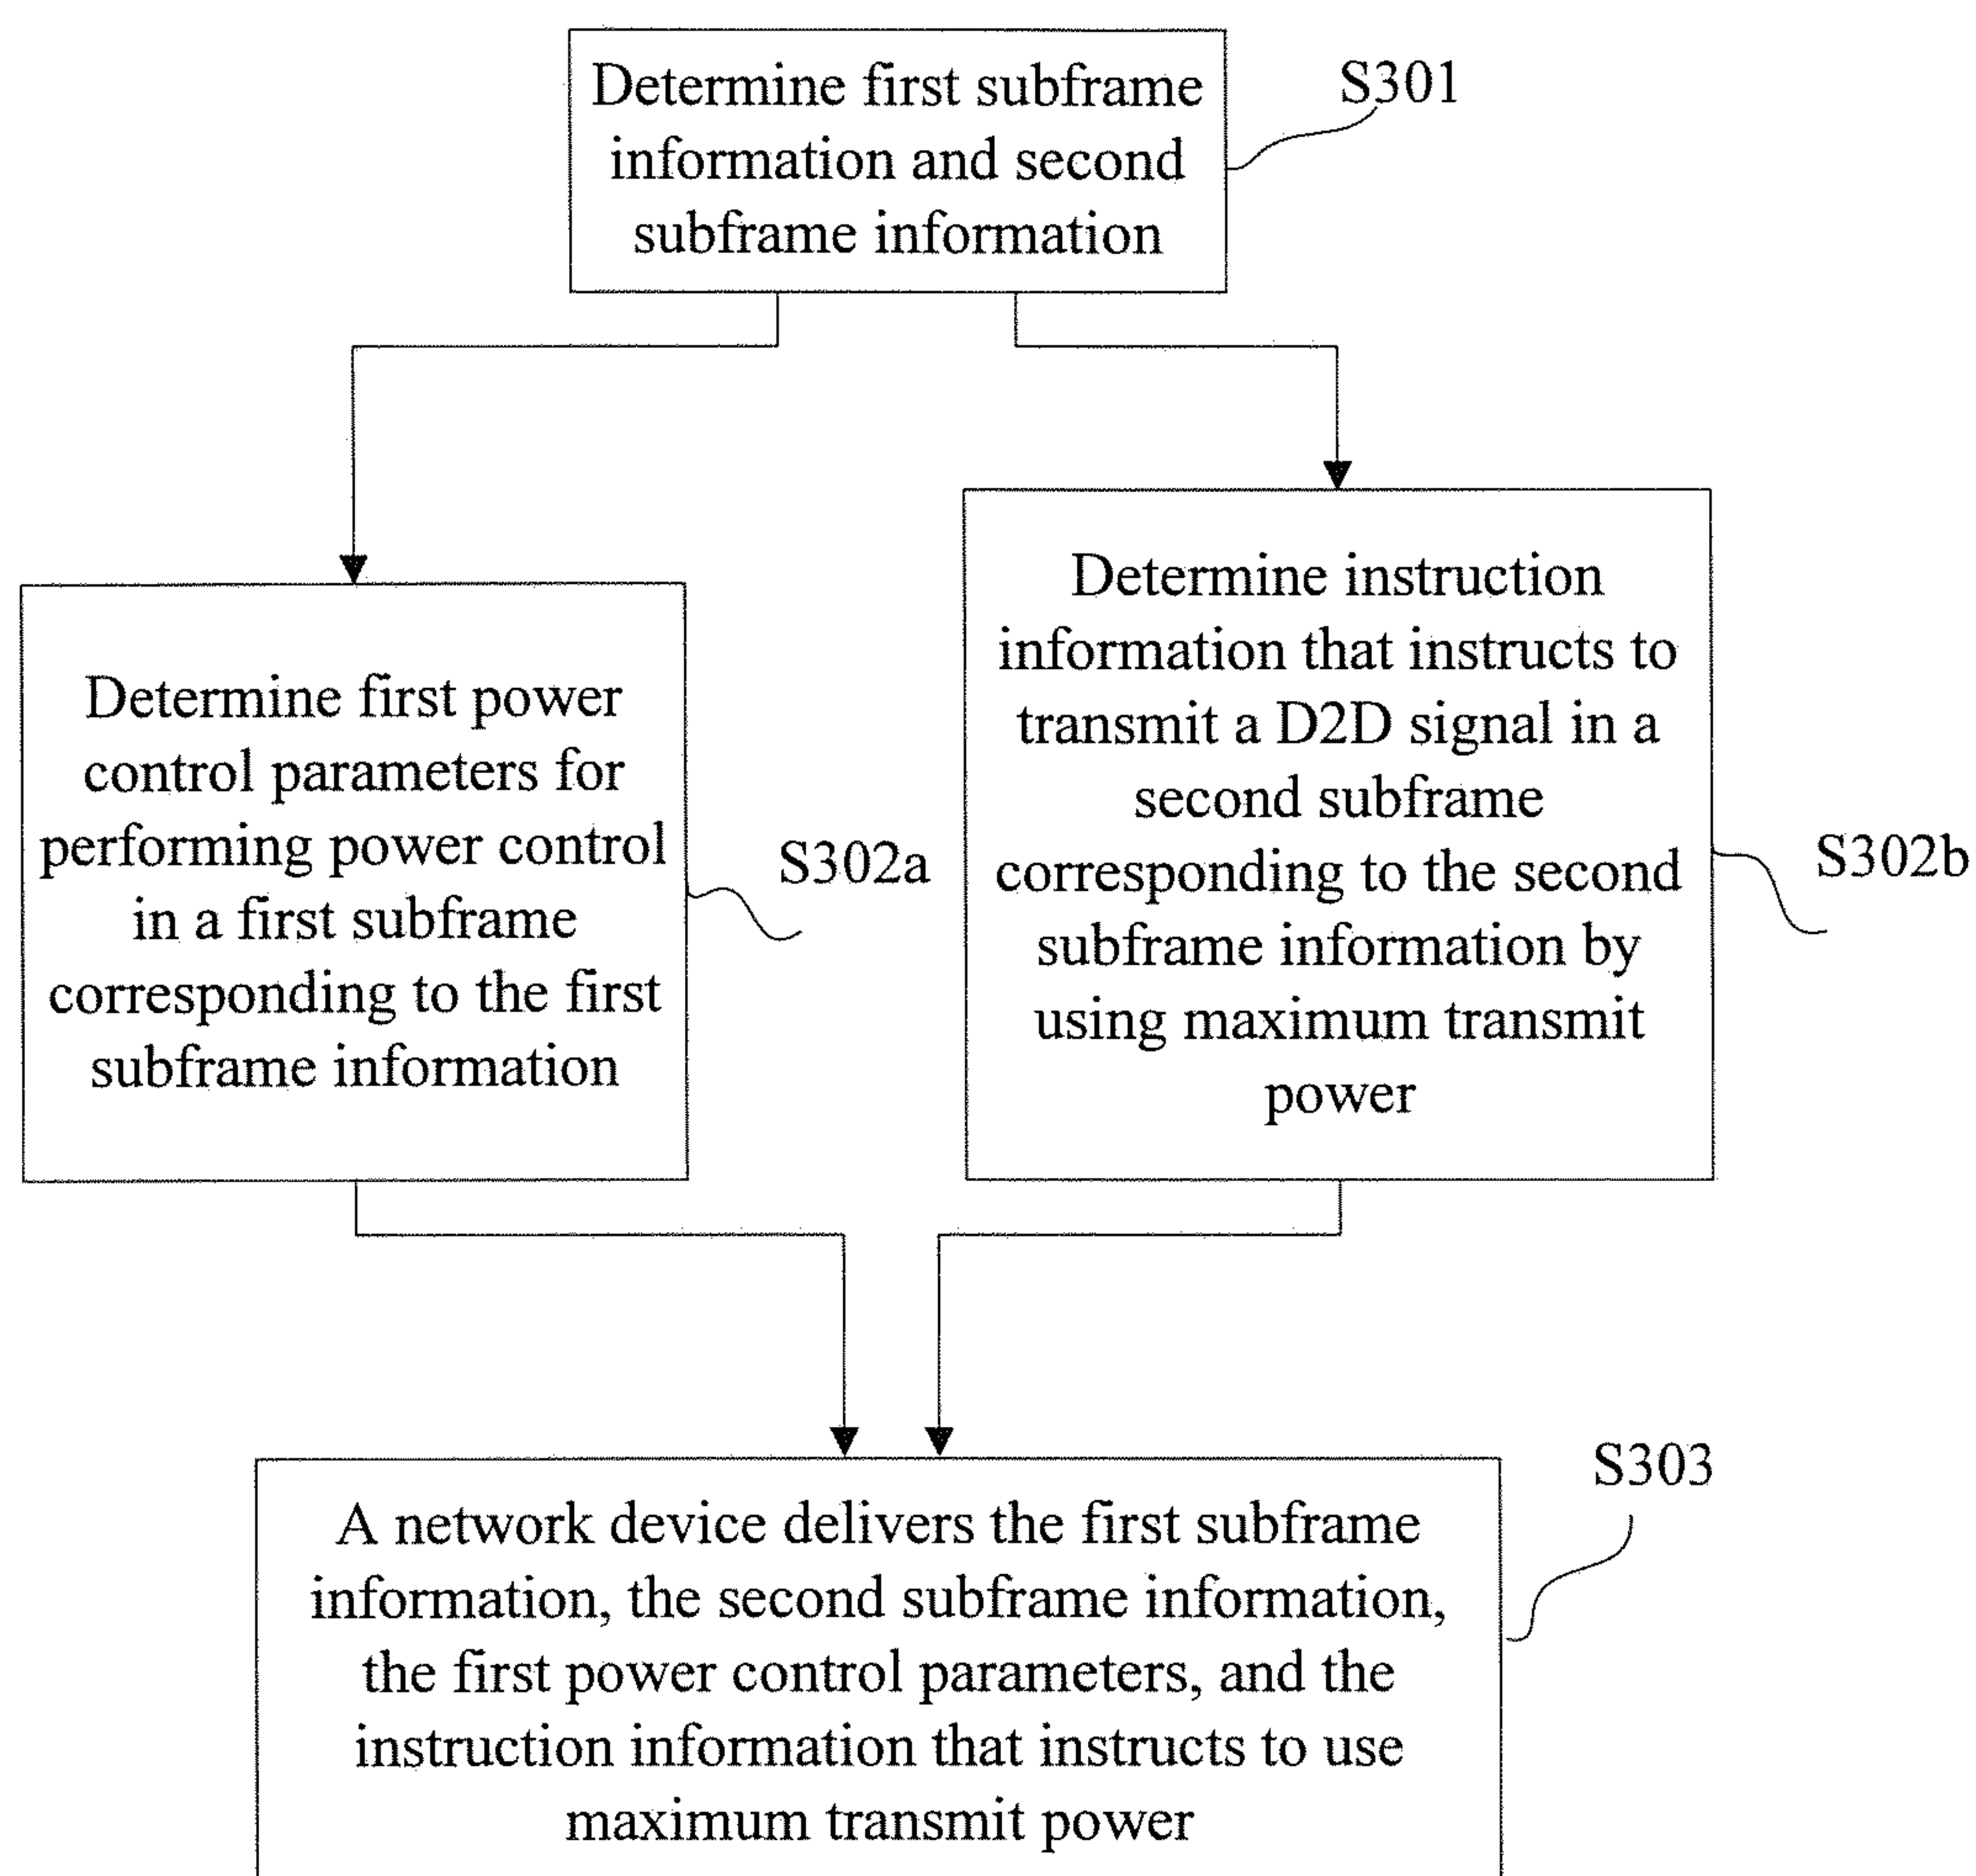 Determine first subframe
information and second
subframe information
S301
Determine first power
control parameters for
performing power control
in a first subframe
corresponding to the first
subframe information
S302a
Determine instruction
information that instructs to
transmit a D2D signal in a
second subframe
corresponding to the second
subframe information by
using maximum transmit
power
S302b
A network device delivers the first subframe
information, the second subframe information,
the first power control parameters, and the
instruction information that instructs to use
maximum transmit power
S303